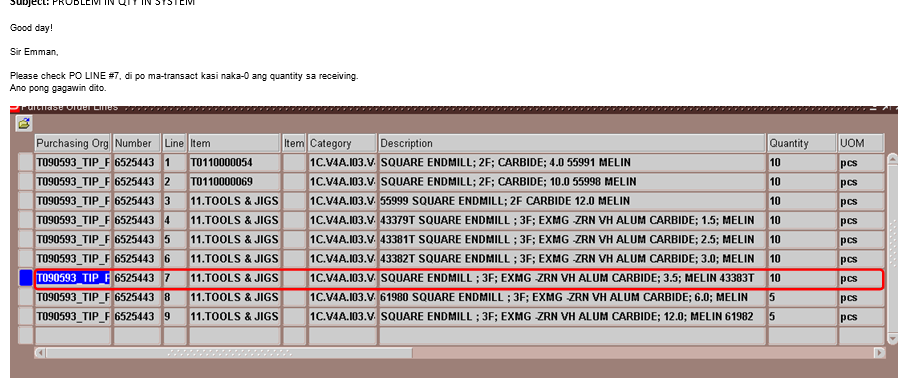 Subject: PROBLEM IN QTY IN SYSTEM
Good day!
Sir Emman,
Please check PO LINE #7, di po ma-transact kasi naka-0 ang quantity sa receiving.
Ano pong gagawin dito.
Purchase Order Lines
Purchasing Org Number Line Item Item Category Description Quantity UOM
T090593_TIP_F 6525443 1 T0110000054 1C.V4A.I03.V- SQUARE ENDMILL; 2F; CARBIDE; 4.0 55991 MELIN 10 pcs
T090593_TIP_F 6525443 2 T0110000069 1C.V4A.I03.V- SQUARE ENDMILL; 2F; CARBIDE; 10.0 55998 MELIN 10 pcs
T090593_TIP_F 6525443 3 11.TOOLS & JIGS 1C.V4A.I03.V- 55999 SQUARE ENDMILL; 2F CARBIDE 12.0 MELIN 10 pcs
T090593_TIP_F 6525443 4 11.TOOLS & JIGS 1C.V4A.I03.V- 43379T SQUARE ENDMILL ; 3F; EXMG -ZRN VH ALUM CARBIDE; 1.5; MELIN 10 pcs
T090593_TIP_F 6525443 5 11.TOOLS & JIGS 1C.V4A.I03.V- 43381T SQUARE ENDMILL ; 3F; EXMG -ZRN VH ALUM CARBIDE; 2.5; MELIN 10 pcs
T090593_TIP_F 6525443 6 11.TOOLS & JIGS 1C.V4A.I03.V- 43382T SQUARE ENDMILL ; 3F; EXMG -ZRN VH ALUM CARBIDE; 3.0; MELIN 10 pcs
T090593_TIP_F 6525443 7 11.TOOLS & JIGS 1C.V4A.I03.V- SQUARE ENDMILL ; 3F; EXMG -ZRN VH ALUM CARBIDE; 3.5; MELIN 43383T 10 pcs
T090593_TIP_F 6525443 8 11.TOOLS & JIGS 1C.V4A.I03.V- 61980 SQUARE ENDMILL ; 3F; EXMG -ZRN VH ALUM CARBIDE; 6.0; MELIN 5 pcs
T090593_TIP_F 6525443 9 11.TOOLS & JIGS 1C.V4A.I03.V- SQUARE ENDMILL ; 3F; EXMG -ZRN VH ALUM CARBIDE; 12.0; MELIN 61982 5 pcs